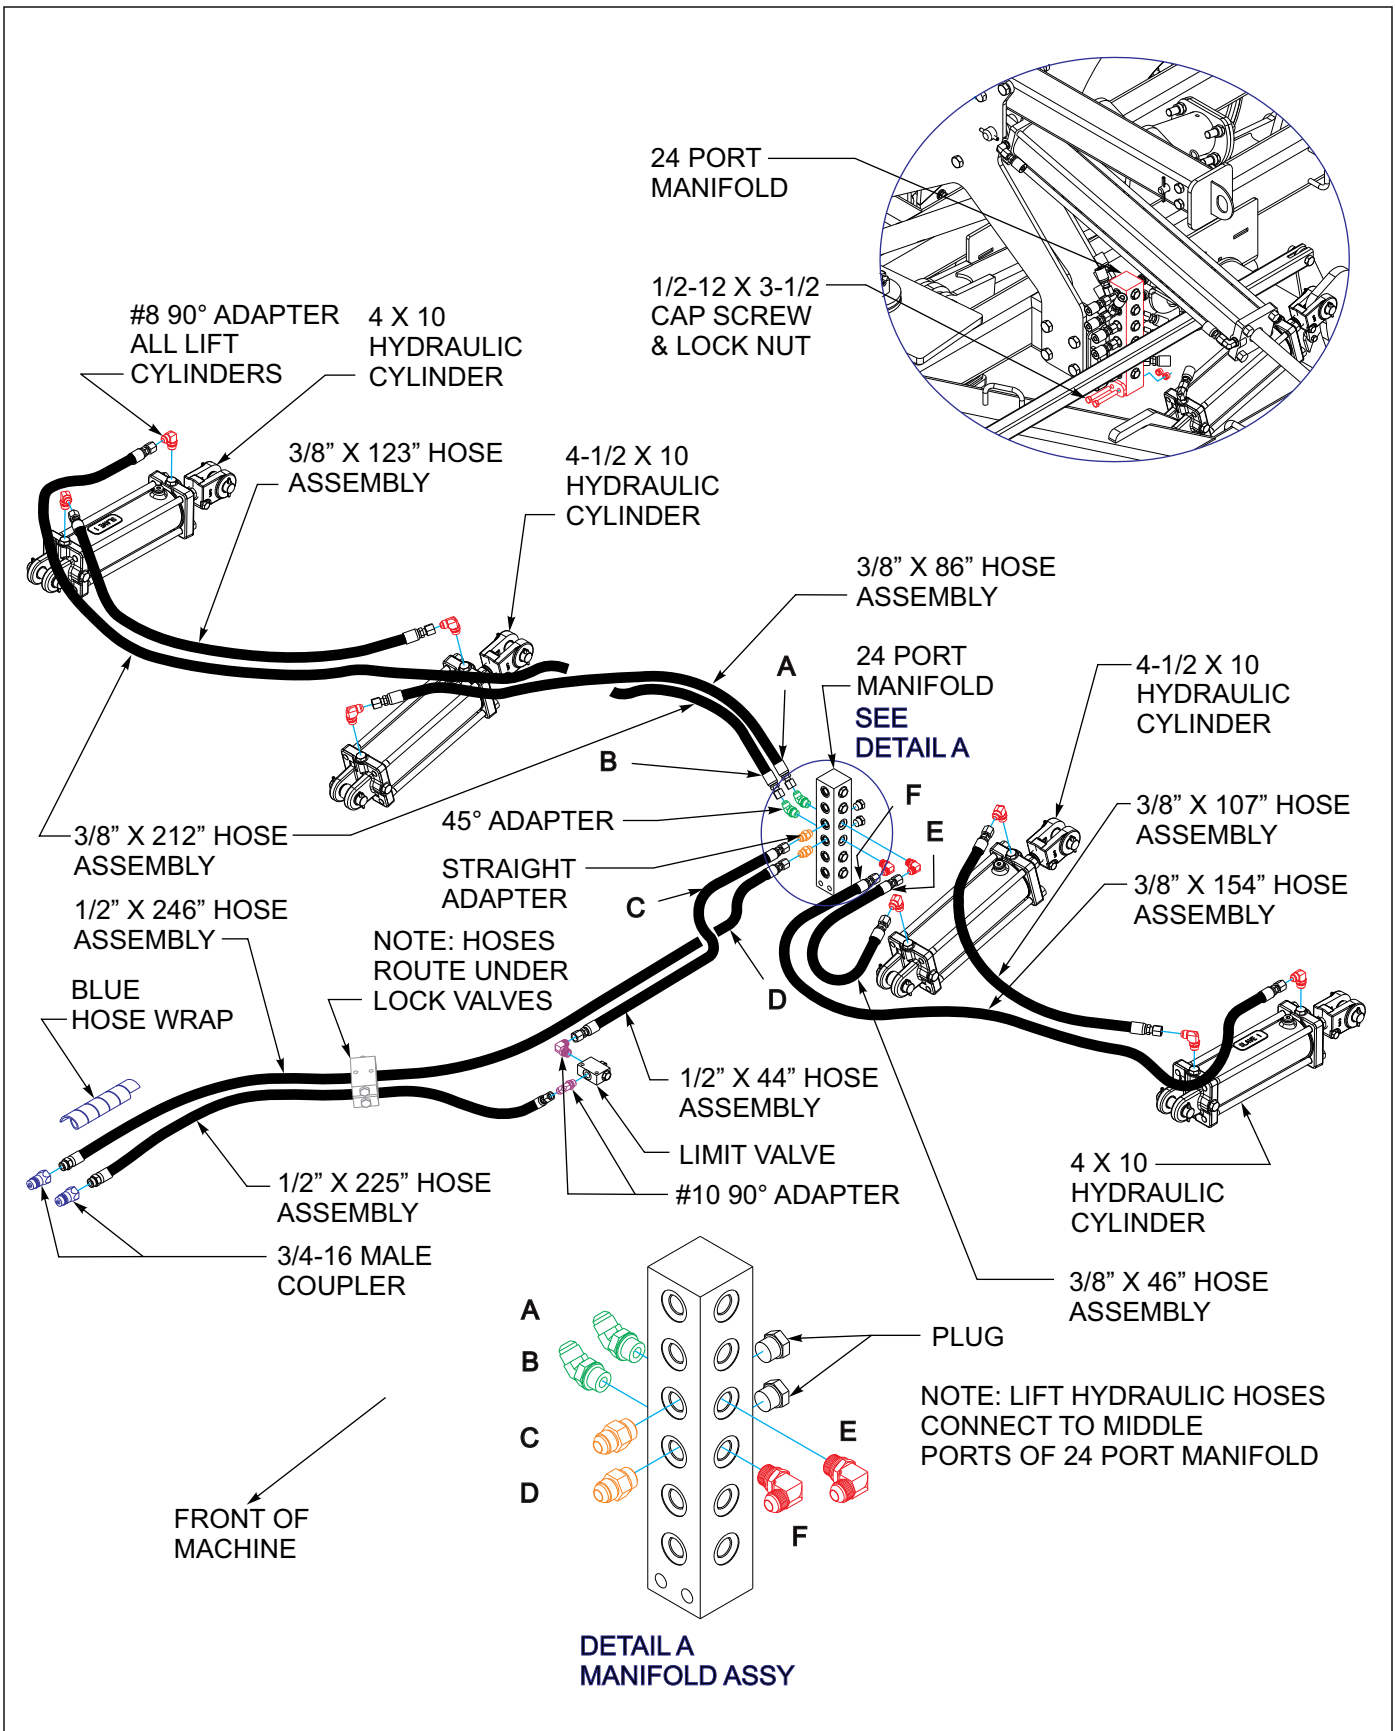 24 PORT
MANIFOLD
1/2-12 X 3-1/2
CAP SCREW
& LOCK NUT
#8 90° ADAPTER
ALL LIFT
CYLINDERS
4 X 10
HYDRAULIC
CYLINDER
3/8” X 123” HOSE
ASSEMBLY
4-1/2 X 10
HYDRAULIC
CYLINDER
3/8” X 86” HOSE
ASSEMBLY
24 PORT
MANIFOLD
SEE
DETAIL A
A
B
4-1/2 X 10
HYDRAULIC
CYLINDER
F
E
3/8” X 107” HOSE
ASSEMBLY
3/8” X 154” HOSE
ASSEMBLY
45° ADAPTER
STRAIGHT
ADAPTER
3/8” X 212” HOSE
ASSEMBLY
1/2” X 246” HOSE
ASSEMBLY
C
D
NOTE: HOSES
ROUTE UNDER
LOCK VALVES
BLUE
HOSE WRAP
1/2” X 44” HOSE
ASSEMBLY
LIMIT VALVE
#10 90° ADAPTER
1/2” X 225” HOSE
ASSEMBLY
3/4-16 MALE
COUPLER
4 X 10
HYDRAULIC
CYLINDER
3/8” X 46” HOSE
ASSEMBLY
A
B
C
D
PLUG
E
F
NOTE: LIFT HYDRAULIC HOSES
CONNECT TO MIDDLE
PORTS OF 24 PORT MANIFOLD
FRONT OF
MACHINE
DETAIL A
MANIFOLD ASSY